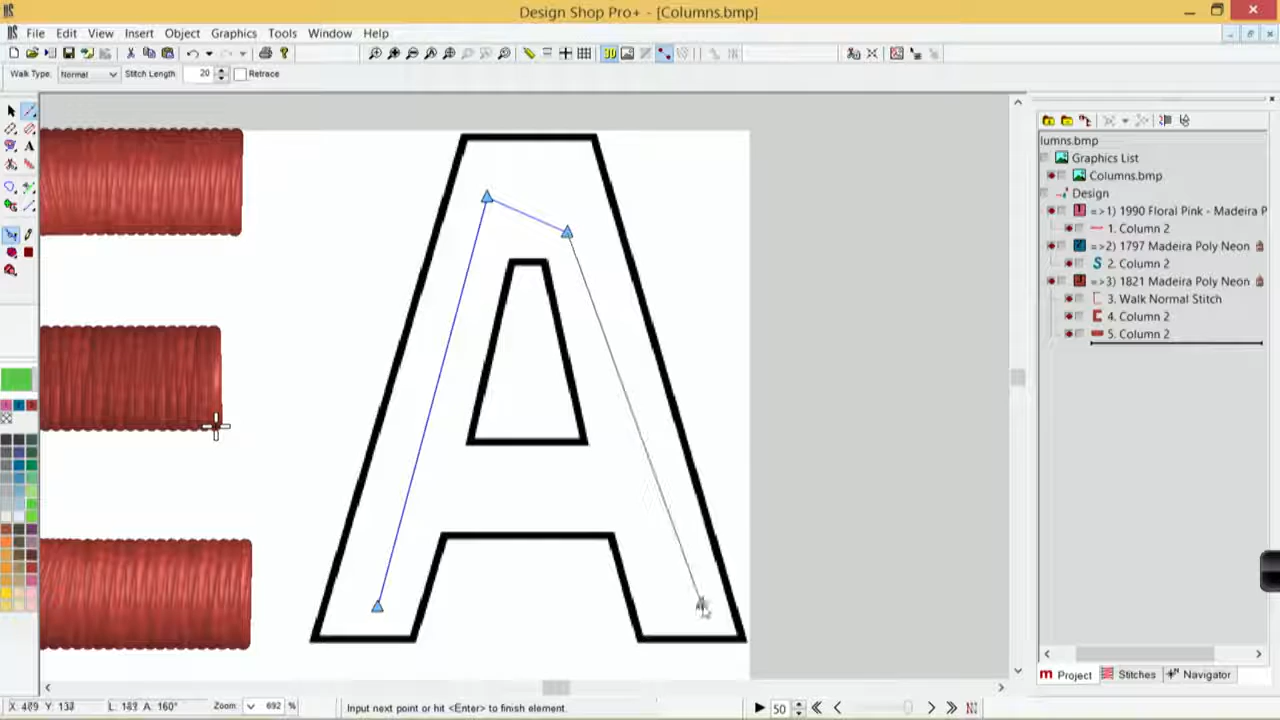 Design Shop Pro+ - [Columns.bmp]
File Edit View Insert Object Graphics Tools Window Help
3D
Walk Type: Normal Stitch Length: 20 Retrace
A
lumns.bmp
Graphics List
Columns.bmp
Design
=>1) 1990 Floral Pink - Madeira P
1. Column 2
=>2) 1797 Madeira Poly Neon
2. Column 2
=>3) 1821 Madeira Poly Neon
3. Walk Normal Stitch
4. Column 2
5. Column 2
Project Stitches Navigator
Zoom: 692 % Input next point or hit <Enter> to finish element. 50